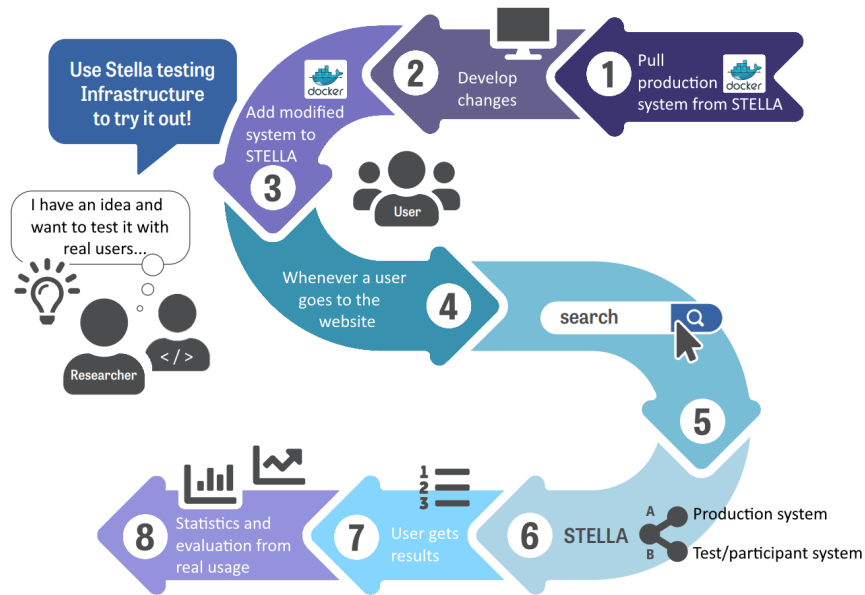 Use Stella testing
Infrastructure
to try it out!
I have an idea and
want to test it with
real users...
Researcher
< / >
1
Pull
production
system from STELLA
docker
2
Develop
changes
docker
Add modified
system to
STELLA
3
User
Whenever a user
goes to the
website
4
search
5
6
STELLA
A
B
Production system
Test/participant system
1
2
3
7
User gets
results
8
Statistics and
evaluation from
real usage